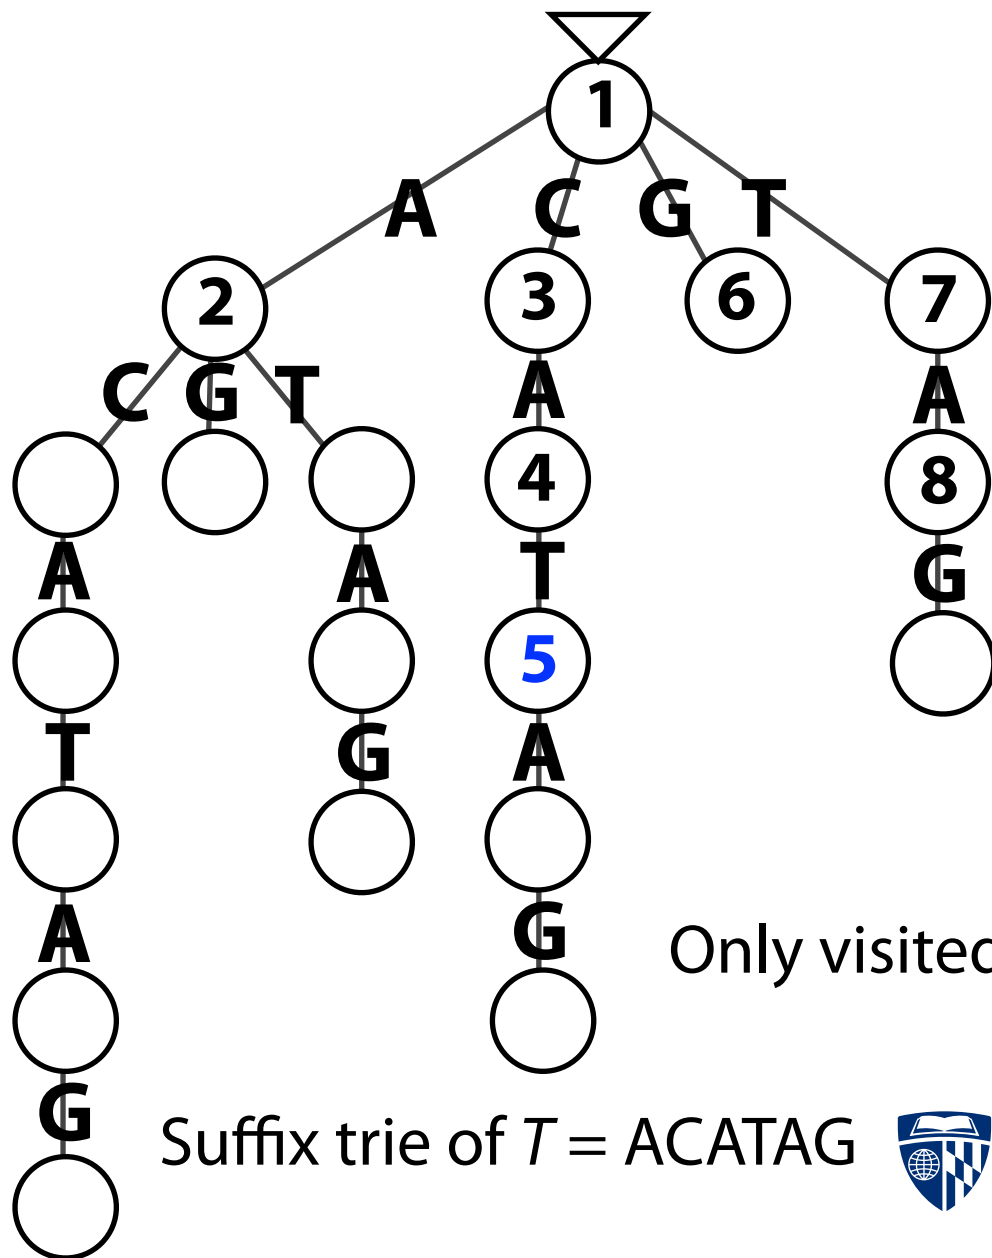 1
A C G T
2 3 6 7
C G T A A
4 8
A A T G
5
T G A
A G
Only visited
G
Suffix trie of T = ACATAG